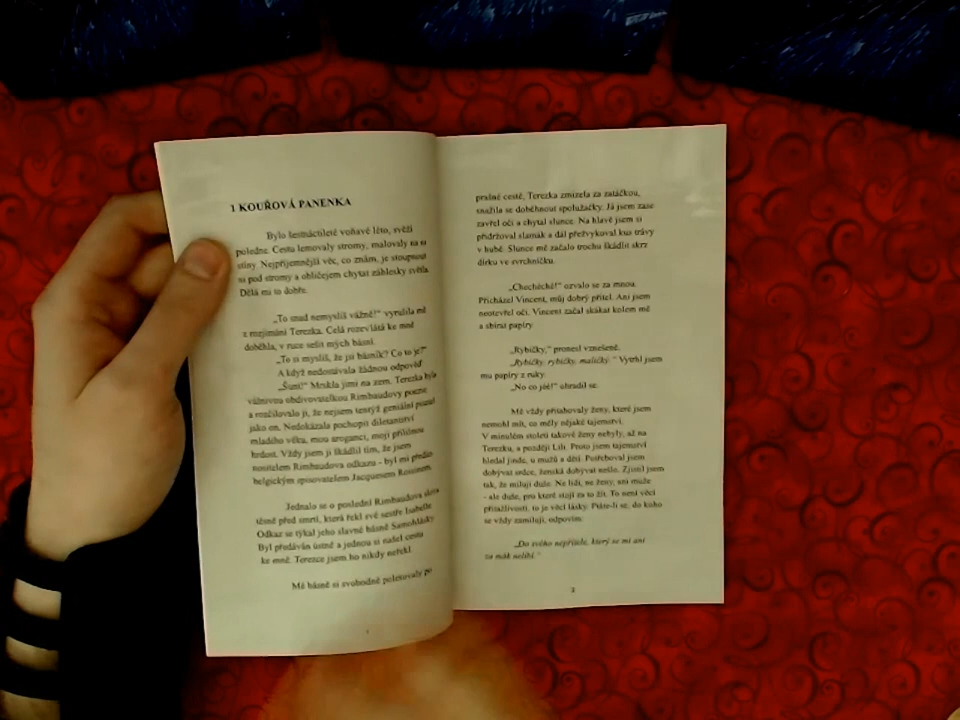 1 KOUŘOVÁ PANENKA
Bylo šestnáctileté voňavé léto, svěží
poledne. Cestu lemovaly stromy, malovaly na ni
stíny. Nejpříjemnější věc, co znám, je stoupnout
si pod stromy a obličejem chytat záblesky světla.
Dělá mi to dobře.
„To snad nemyslíš vážně?" vyrušila mě
z rozjímání Terezka. Celá rozevlátá ke mně
doběhla, v ruce sešit mých básní.
„To si myslíš, že jsi básník? Co to je?"
A když nedostávala žádnou odpověď
„Šunt!" Mrskla jimi na zem. Terezka byla
vášnivou obdivovatelkou Rimbaudovy poezie
a rozčilovalo ji, že nejsem tentýž geniální
jako on. Nedokázala pochopit diletantství
mladého věku, mou aroganci, moji přílišnou
hrdost. Vždy jsem ji škádlil tím, že jsem
nositelem Rimbaudova odkazu - byl mi předán
belgickým spisovatelem Jacquesem
Jednalo se o poslední Rimbaudova slova
těsně před smrtí, která řekl své sestře Isabelle
Odkaz se týkal jeho slavné básně Samohlásky
Byl předáván ústně a jednou si našel cestu
ke mně. Terezce jsem ho nikdy neřekl.
Mé básně si svobodně poletovaly po
1
prašné cestě, Terezka zmizela za zatáčkou,
snažila se doběhnout spolužačky. Já jsem zase
zavřel oči a chytal slunce. Na hlavě jsem si
přidržoval slamák a dál přežvykoval kus trávy
v hubě. Slunce mě začalo trochu škádlit skrz
dírku ve svrchníčku.
„Chechéché!" ozvalo se za mnou.
Přicházel Vincent, můj dobrý přítel. Ani jsem
neotevřel oči. Vincent začal skákat kolem mě
a sbírat papíry.
„Rybičky," pronesl vznešeně.
„Rybičky, rybičky, maličký." Vytrhl jsem
mu papíry z ruky.
„No co jéé!" ohradil se.
Mě vždy přitahovaly ženy, které jsem
nemohl mít, co měly nějaké tajemství.
V minulém století takové ženy nebyly, až na
Terezku, a později Lili. Proto jsem tajemství
hledal jinde, u mužů a dětí. Potřeboval jsem
dobývat srdce, ženská dobývat nešlo. Zjistil jsem
tak, že miluji duše. Ne lidi, ne ženy, ani muže
- ale duše, pro které stojí za to žít. To není věcí
přitažlivosti, to je věcí lásky. Ptáte-li se, do koho
se vždy zamiluji, odpovím:
„Do svého nepřítele, který se mi ani
za mák nelíbí."
2